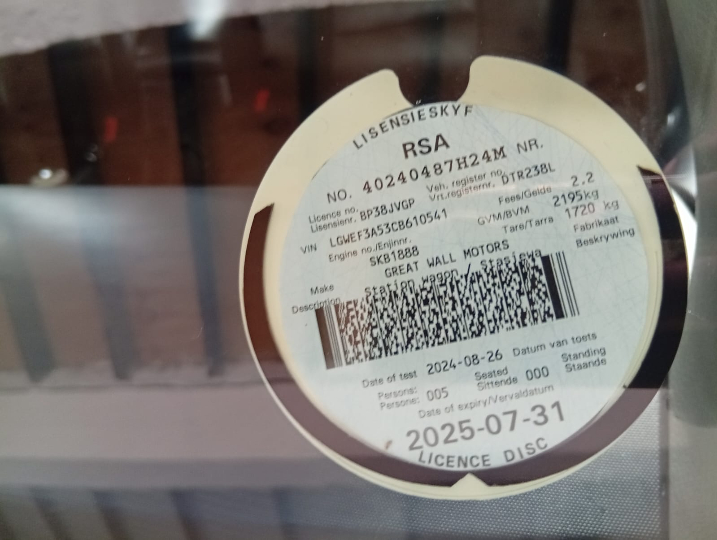 LISENSIESKYF
RSA
NO. 40240487H24M NR.
Licence no. Veh. register no.
Lisensienr. BP38JVGP Vrt.registernr. DTR238L
VIN LGWEF3A53CB610541 Fees/Gelde 2.2
Engine no./Enjinnr. GVM/BVM 2195kg
SKB1888 Tare/Tarra 1720 kg
Make GREAT WALL MOTORS Fabrikaat
Description Station wagon / Stasiewa Beskrywing
Date of test 2024-08-26 Datum van toets
Persons: Seated Standing
Persone: 005 Sittende 000 Staande
Date of expiry/Vervaldatum
2025-07-31
LICENCE DISC